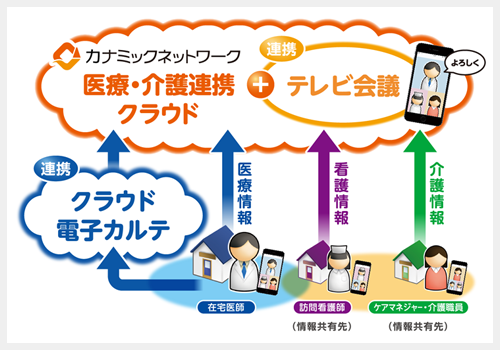 カナミックネットワーク
連携
医療・介護連携
クラウド
+
テレビ会議
よろしく
連携
クラウド
電子カルテ
医療情報
看護情報
介護情報
在宅医師
訪問看護師
(情報共有先)
ケアマネジャー・介護職員
(情報共有先)